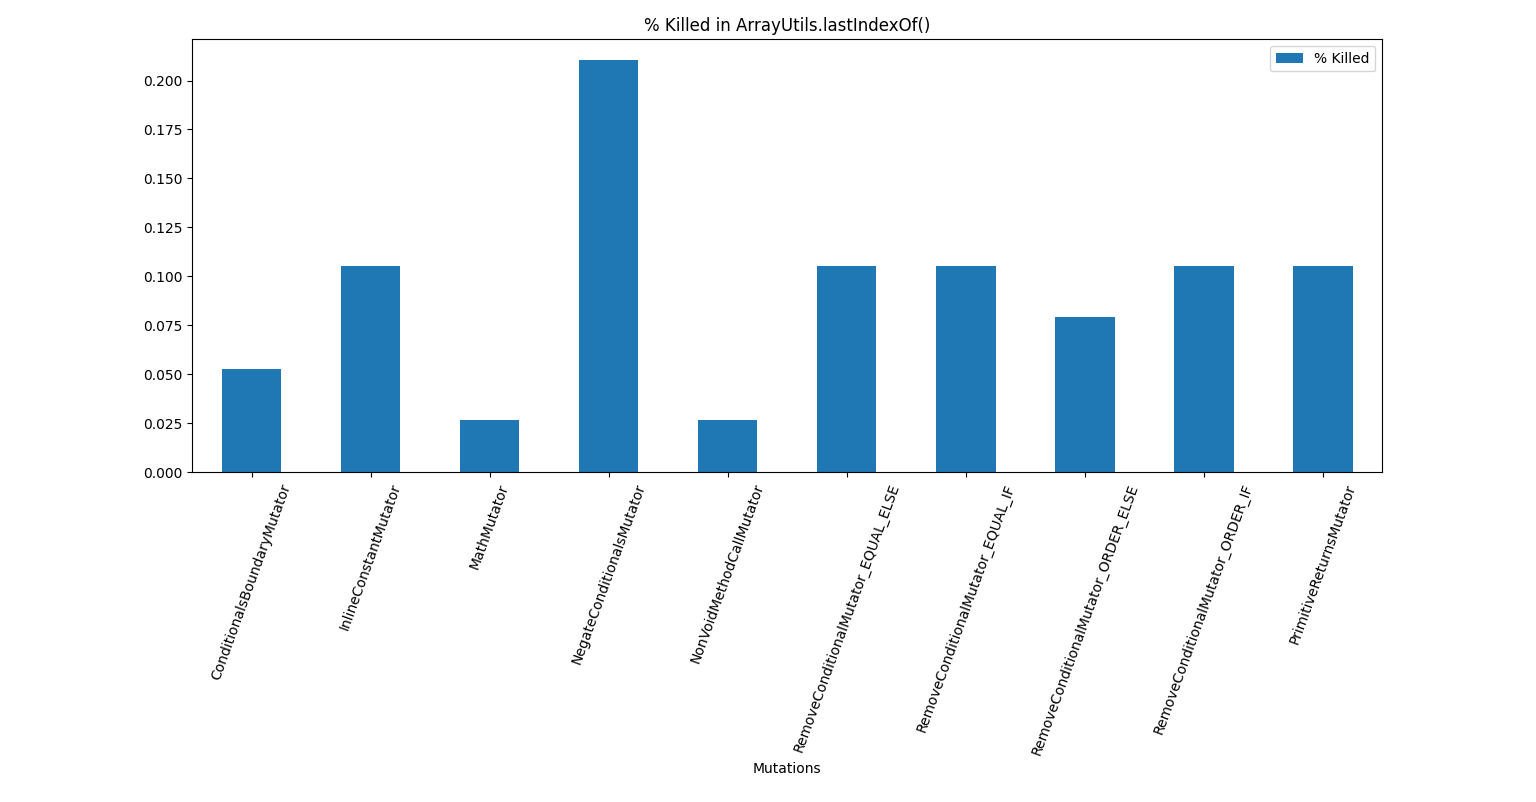 % Killed in ArrayUtils.lastIndexOf()
% Killed
0.200
0.175
0.150
0.125
0.100
0.075
0.050
0.025
0.000
ConditionalsBoundaryMutator
InlineConstantMutator
MathMutator
NegateConditionalsMutator
NonVoidMethodCallMutator
RemoveConditionalMutator_EQUAL_ELSE
RemoveConditionalMutator_EQUAL_IF
RemoveConditionalMutator_ORDER_ELSE
RemoveConditionalMutator_ORDER_IF
PrimitiveReturnsMutator
Mutations